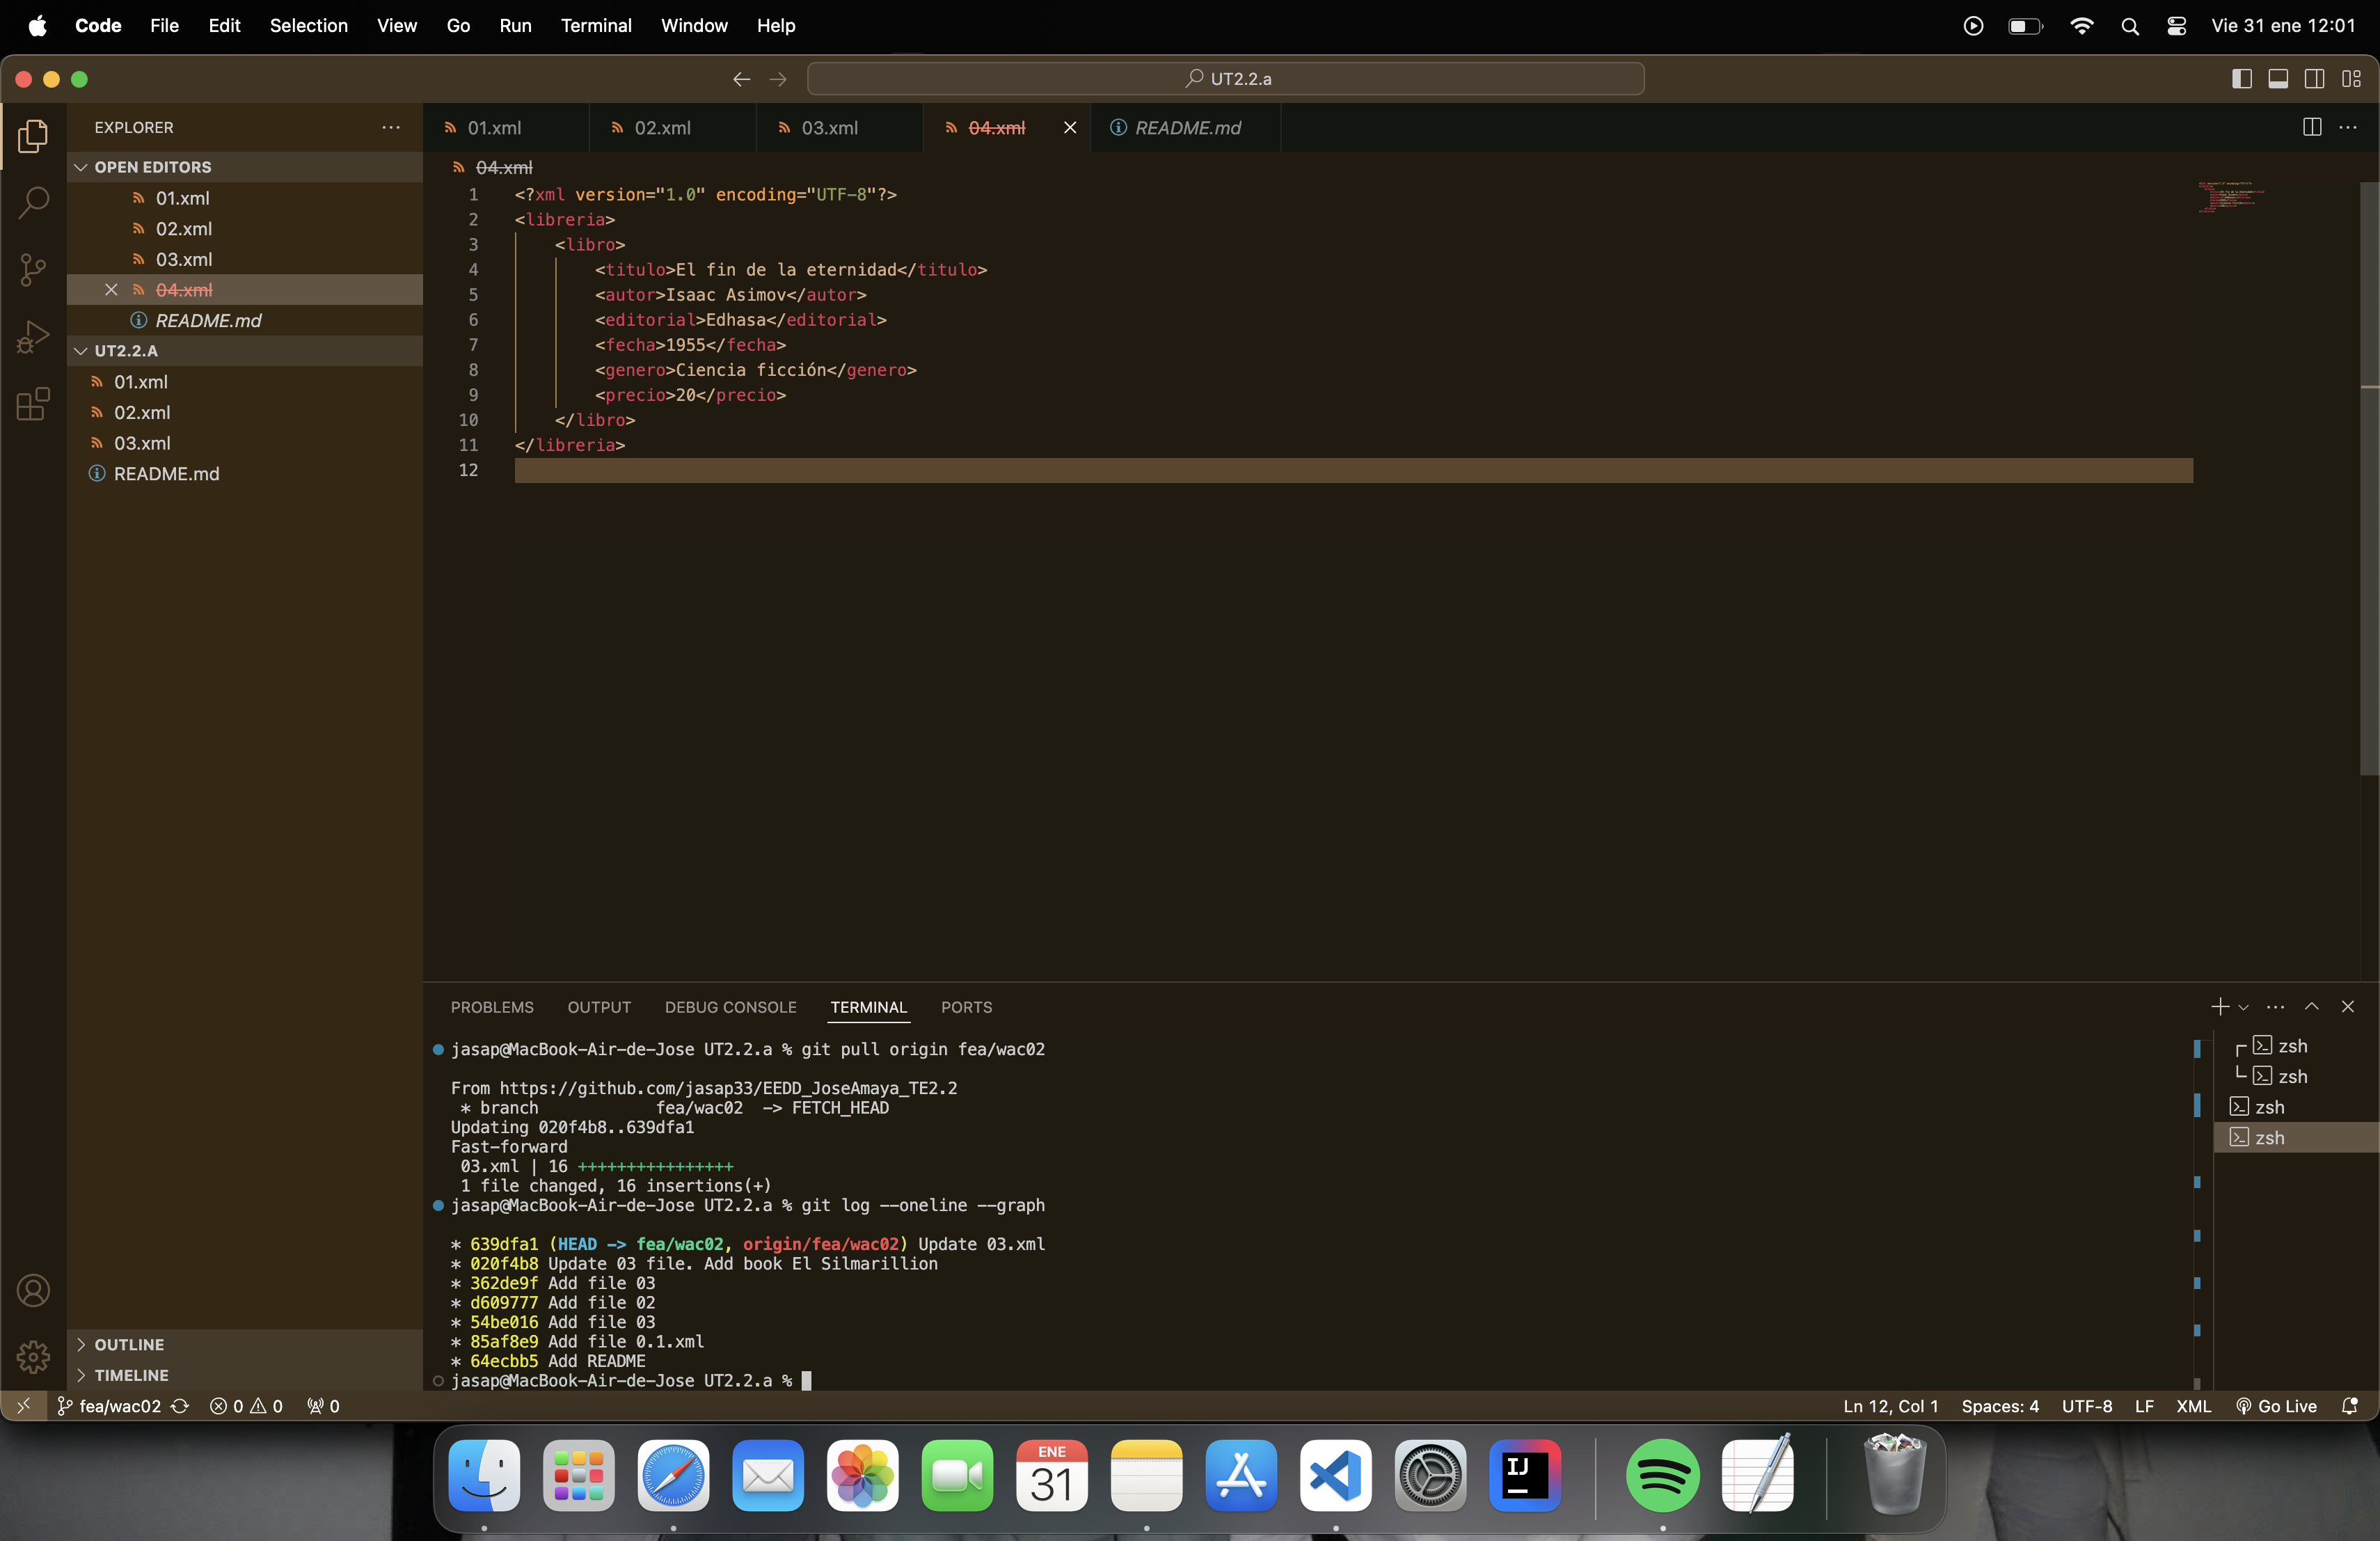 Code File Edit Selection View Go Run Terminal Window Help Vie 31 ene 12:01
UT2.2.a
EXPLORER
OPEN EDITORS
01.xml
02.xml
03.xml
04.xml
README.md
UT2.2.A
01.xml
02.xml
03.xml
README.md
OUTLINE
TIMELINE
01.xml 02.xml 03.xml 04.xml README.md
04.xml
1 <?xml version="1.0" encoding="UTF-8"?>
2 <libreria>
3 <libro>
4 <titulo>El fin de la eternidad</titulo>
5 <autor>Isaac Asimov</autor>
6 <editorial>Edhasa</editorial>
7 <fecha>1955</fecha>
8 <genero>Ciencia ficción</genero>
9 <precio>20</precio>
10 </libro>
11 </libreria>
12
PROBLEMS OUTPUT DEBUG CONSOLE TERMINAL PORTS
jasap@MacBook-Air-de-Jose UT2.2.a % git pull origin fea/wac02
From https://github.com/jasap33/EEDD_JoseAmaya_TE2.2
* branch fea/wac02 -> FETCH_HEAD
Updating 020f4b8..639dfa1
Fast-forward
03.xml | 16 ++++++++++++++++
1 file changed, 16 insertions(+)
jasap@MacBook-Air-de-Jose UT2.2.a % git log --oneline --graph
* 639dfa1 (HEAD -> fea/wac02, origin/fea/wac02) Update 03.xml
* 020f4b8 Update 03 file. Add book El Silmarillion
* 362de9f Add file 03
* d609777 Add file 02
* 54be016 Add file 03
* 85af8e9 Add file 0.1.xml
* 64ecbb5 Add README
jasap@MacBook-Air-de-Jose UT2.2.a %
zsh
zsh
zsh
zsh
fea/wac02 0 0 0 Ln 12, Col 1 Spaces: 4 UTF-8 LF XML Go Live
ENE
31
IJ